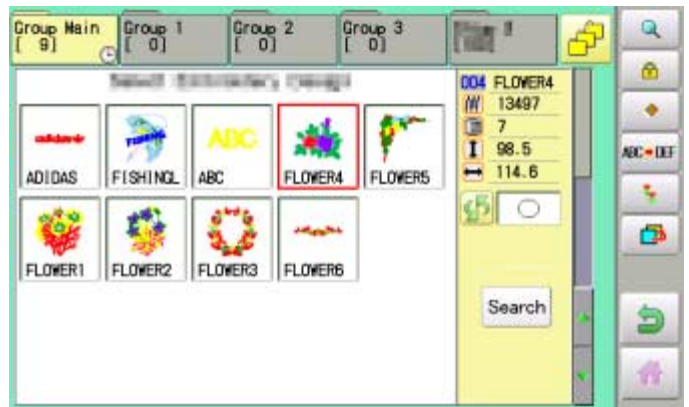 Group Main
[ 9]
Group 1
[ 0]
Group 2
[ 0]
Group 3
[ 0]
004 FLOWER4
13497
7
98.5
114.6
ABC
ADIDAS
FISHINGL
ABC
FLOWER4
FLOWER5
FLOWER1
FLOWER2
FLOWER3
FLOWER6
Search
ABC DEF